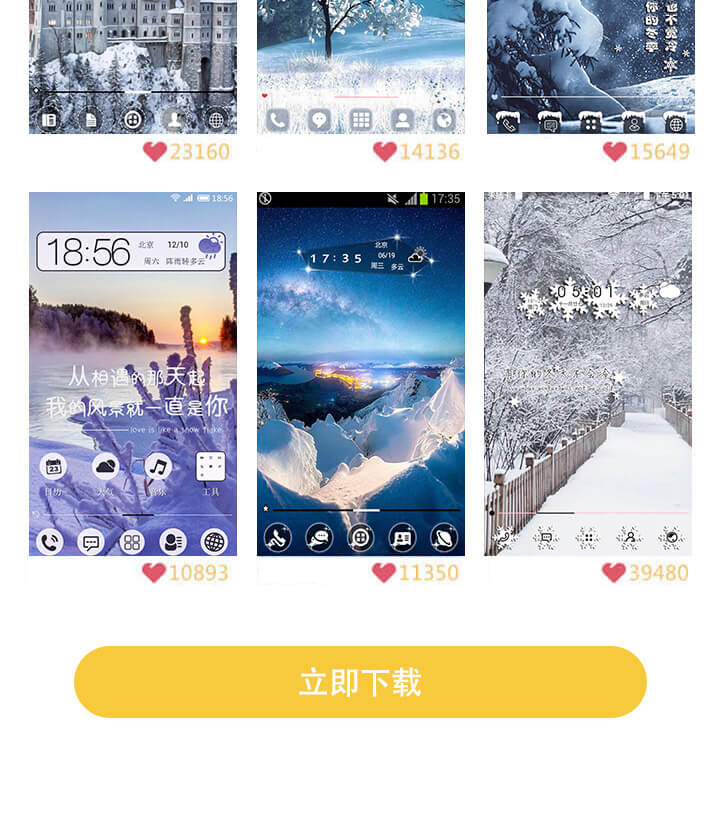 你的冬季
也不觉冷冰
23160
14136
15649
18:56
18:56
北京
12/10
周六
阵雨转多云
从相遇的那天起
我的风景就一直是你
love is like a snow flake
日历
天气
音乐
工具
10893
17:35
17:35
北京
06/19
周三
多云
11350
05:01
39480
立即下载